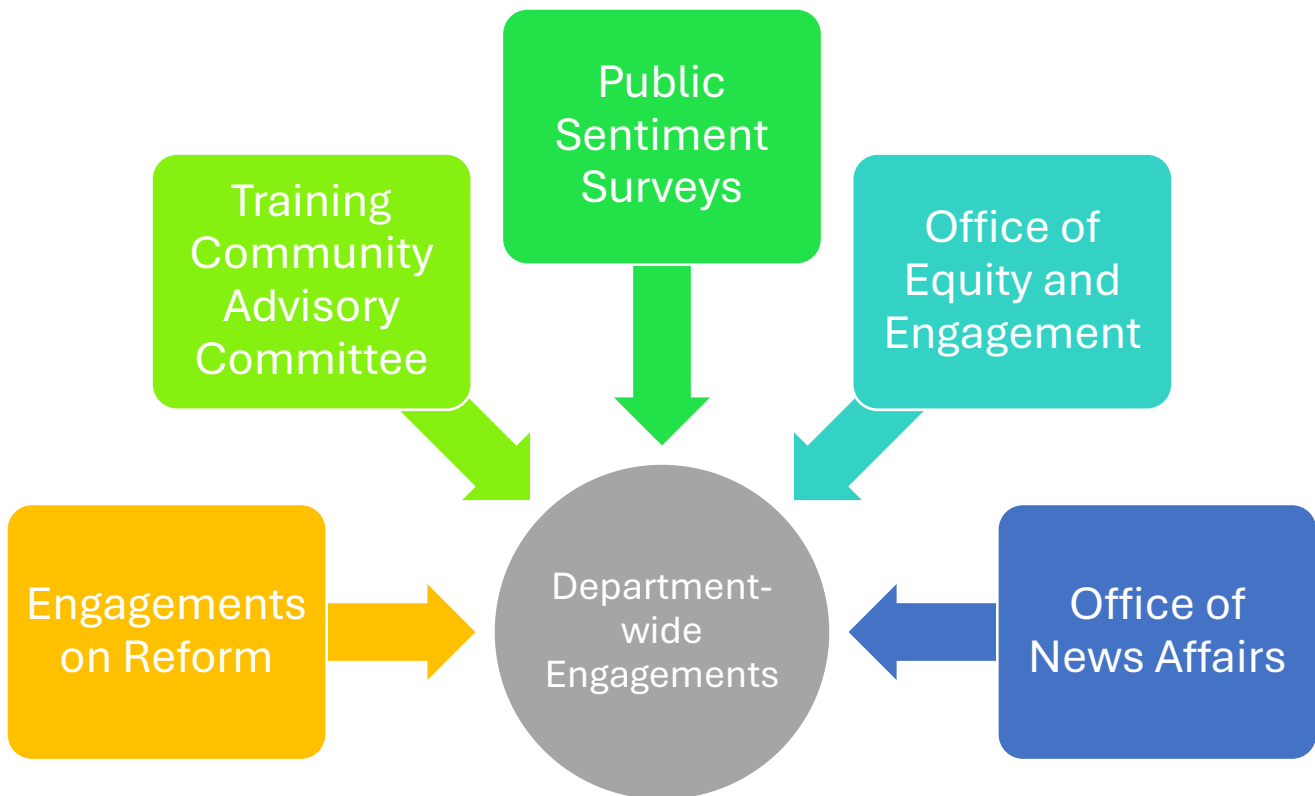 Public
Sentiment
Surveys
Training
Community
Advisory
Committee
Office of
Equity and
Engagement
Engagements
on Reform
Department-
wide
Engagements
Office of
News Affairs